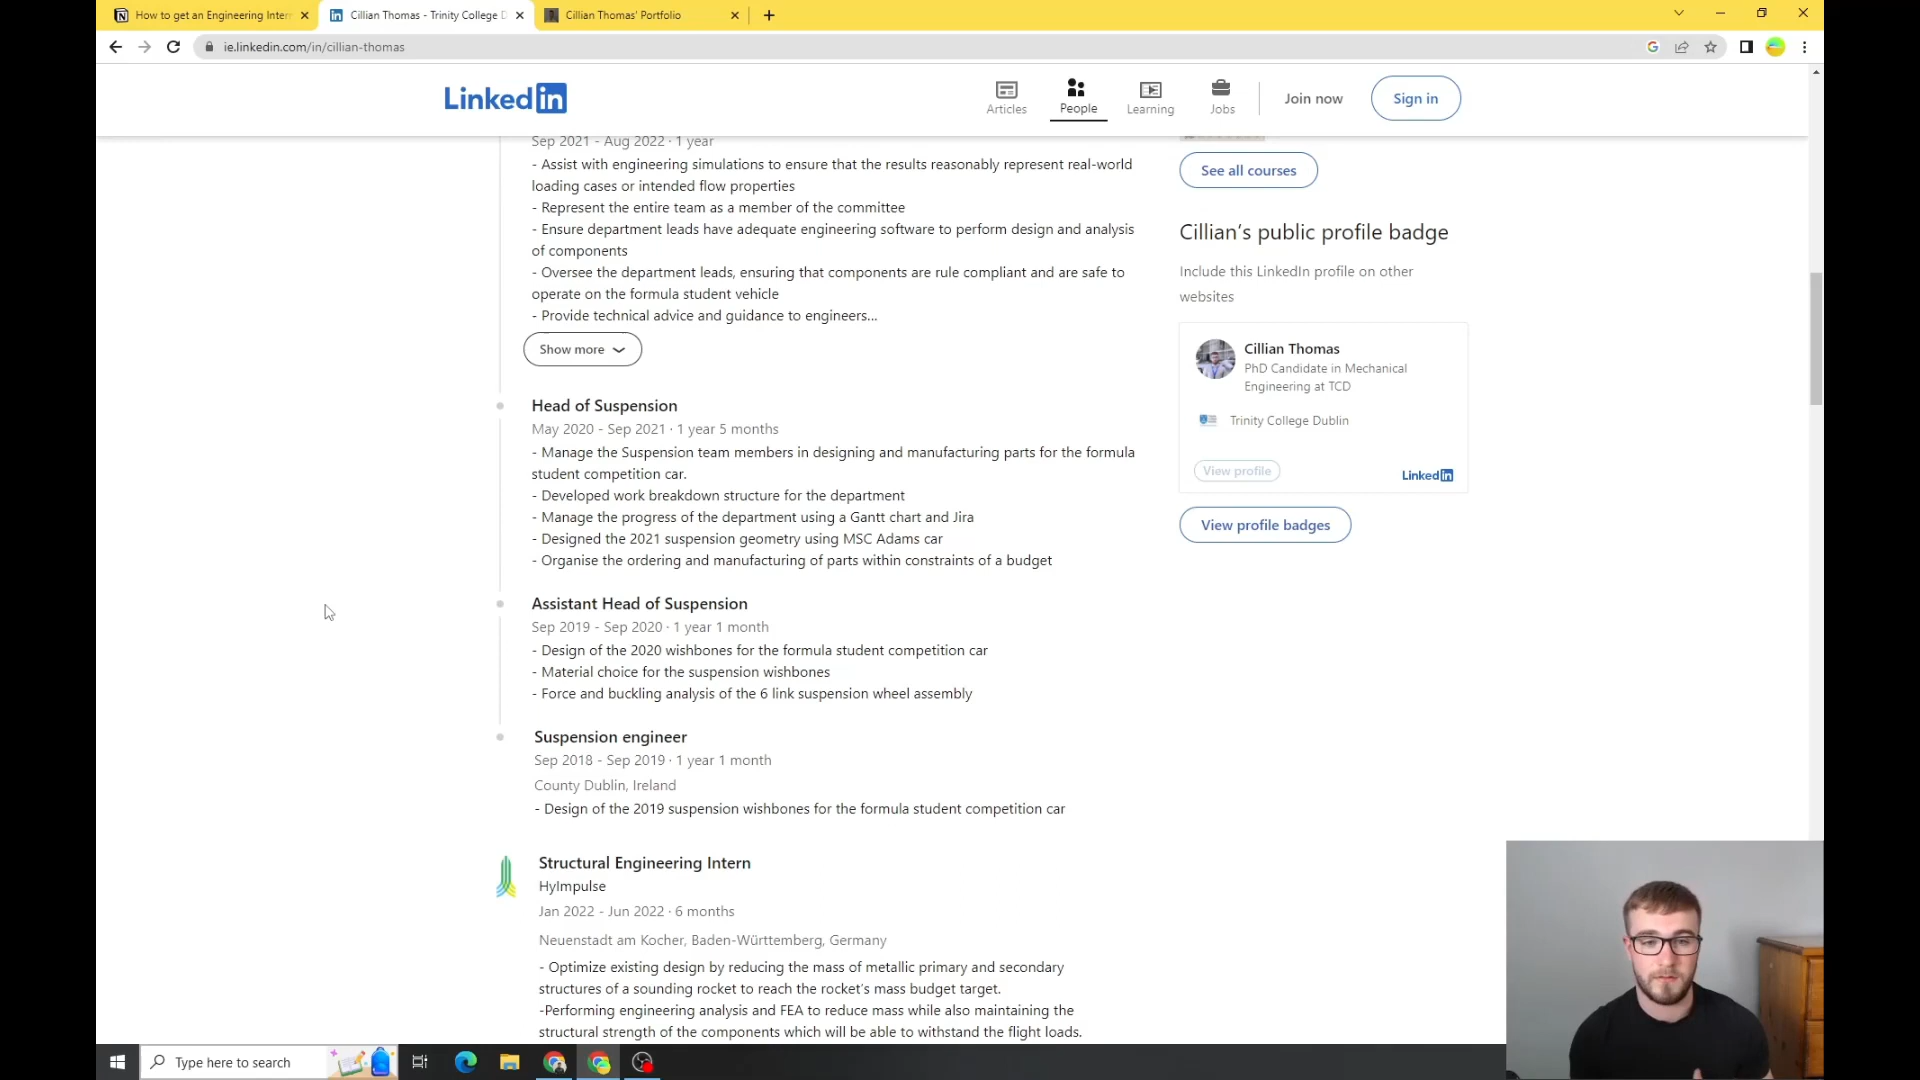 How to get an Engineering Intern
Cillian Thomas - Trinity College D
Cillian Thomas' Portfolio
ie.linkedin.com/in/cillian-thomas
Linked in
Articles
People
Learning
Jobs
Join now
Sign in
Sep 2021 - Aug 2022 · 1 year
- Assist with engineering simulations to ensure that the results reasonably represent real-world
loading cases or intended flow properties
- Represent the entire team as a member of the committee
- Ensure department leads have adequate engineering software to perform design and analysis
of components
- Oversee the department leads, ensuring that components are rule compliant and are safe to
operate on the formula student vehicle
- Provide technical advice and guidance to engineers...
Show more
Head of Suspension
May 2020 - Sep 2021 · 1 year 5 months
- Manage the Suspension team members in designing and manufacturing parts for the formula
student competition car.
- Developed work breakdown structure for the department
- Manage the progress of the department using a Gantt chart and Jira
- Designed the 2021 suspension geometry using MSC Adams car
- Organise the ordering and manufacturing of parts within constraints of a budget
Assistant Head of Suspension
Sep 2019 - Sep 2020 · 1 year 1 month
- Design of the 2020 wishbones for the formula student competition car
- Material choice for the suspension wishbones
- Force and buckling analysis of the 6 link suspension wheel assembly
Suspension engineer
Sep 2018 - Sep 2019 · 1 year 1 month
County Dublin, Ireland
- Design of the 2019 suspension wishbones for the formula student competition car
Structural Engineering Intern
HyImpulse
Jan 2022 - Jun 2022 · 6 months
Neuenstadt am Kocher, Baden-Württemberg, Germany
- Optimize existing design by reducing the mass of metallic primary and secondary
structures of a sounding rocket to reach the rocket's mass budget target.
-Performing engineering analysis and FEA to reduce mass while also maintaining the
structural strength of the components which will be able to withstand the flight loads.
See all courses
Cillian's public profile badge
Include this LinkedIn profile on other
websites
Cillian Thomas
PhD Candidate in Mechanical
Engineering at TCD
Trinity College Dublin
View profile
Linked in
View profile badges
Type here to search